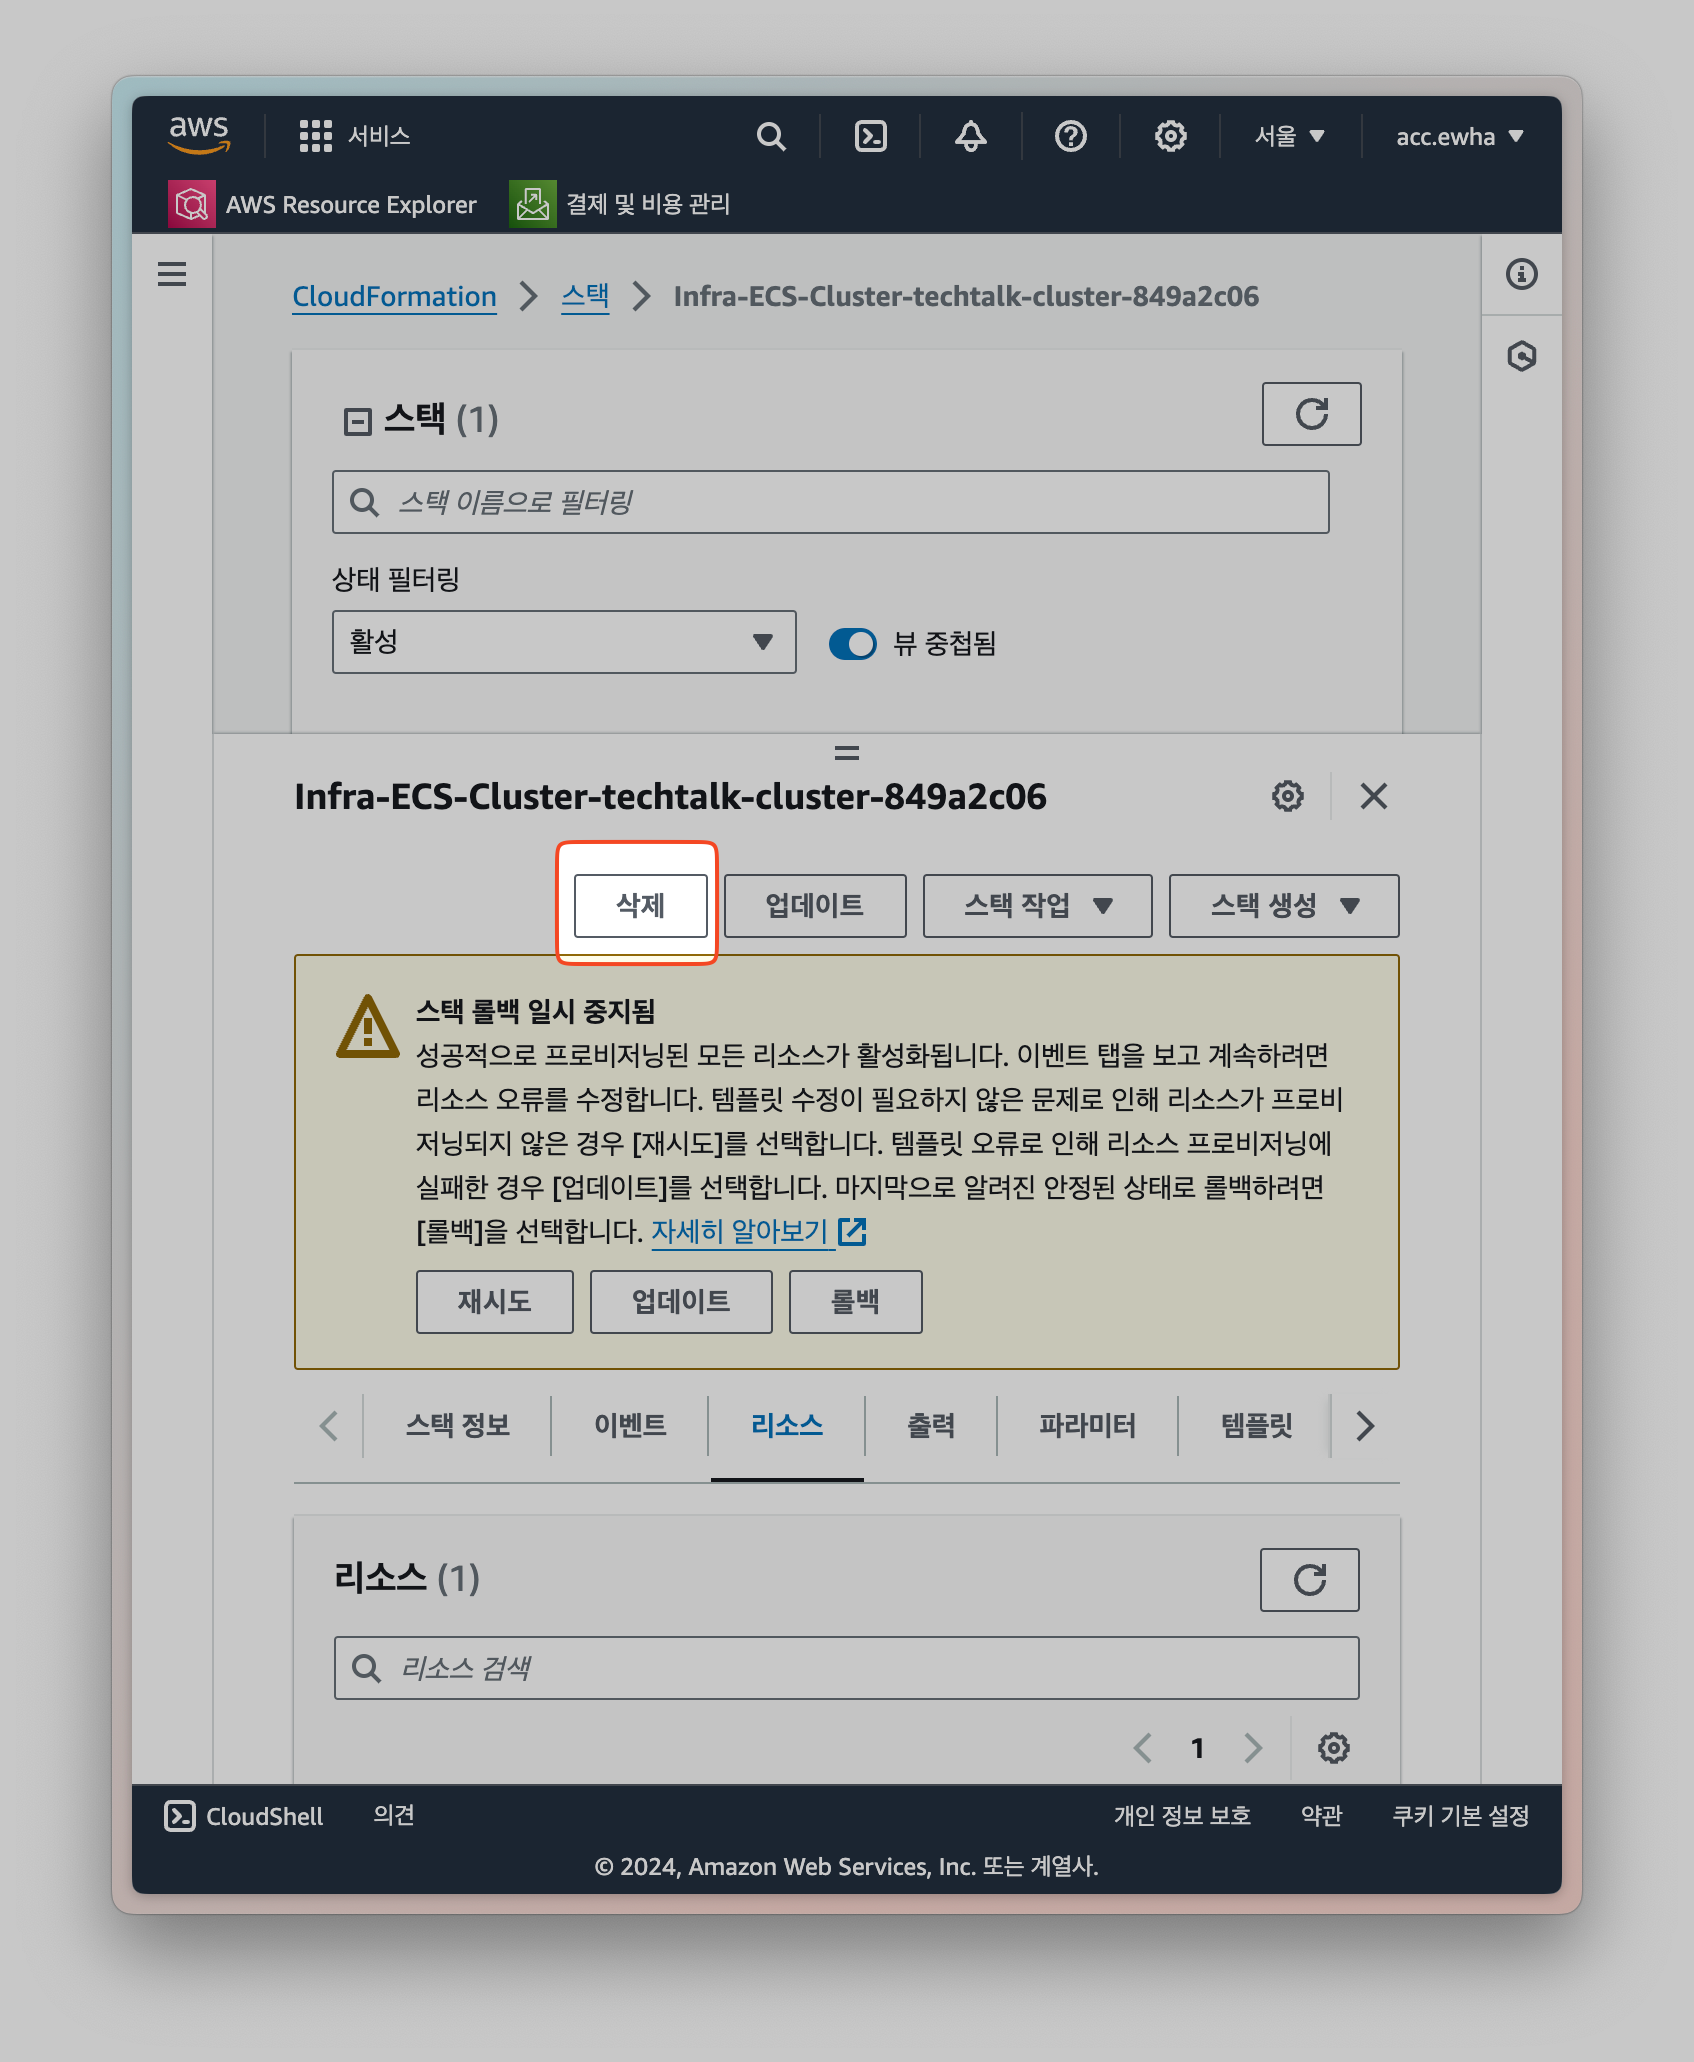 aws
서비스
서울
acc.ewha
AWS Resource Explorer
결제 및 비용 관리
CloudFormation
스택
Infra-ECS-Cluster-techtalk-cluster-849a2c06
스택 (1)
스택 이름으로 필터링
상태 필터링
활성
뷰 중첩됨
Infra-ECS-Cluster-techtalk-cluster-849a2c06
삭제
업데이트
스택 작업
스택 생성
스택 롤백 일시 중지됨
성공적으로 프로비저닝된 모든 리소스가 활성화됩니다. 이벤트 탭을 보고 계속하려면
리소스 오류를 수정합니다. 템플릿 수정이 필요하지 않은 문제로 인해 리소스가 프로비
저닝되지 않은 경우 [재시도]를 선택합니다. 템플릿 오류로 인해 리소스 프로비저닝에
실패한 경우 [업데이트]를 선택합니다. 마지막으로 알려진 안정된 상태로 롤백하려면
[롤백]을 선택합니다. 자세히 알아보기
재시도
업데이트
롤백
스택 정보
이벤트
리소스
출력
파라미터
템플릿
리소스 (1)
리소스 검색
1
CloudShell
의견
개인 정보 보호
약관
쿠키 기본 설정
© 2024, Amazon Web Services, Inc. 또는 계열사.